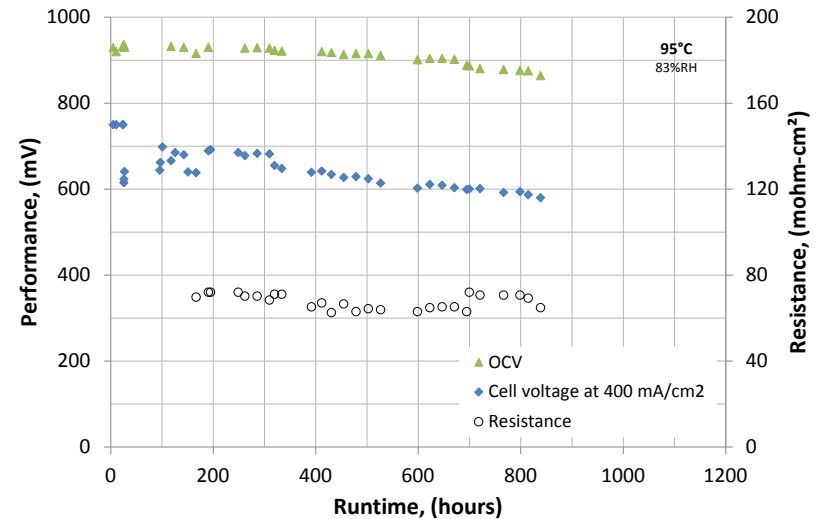 1000
800
600
400
200
0
Performance, (mV)
200
160
120
80
40
0
Resistance, (mohm-cm²)
95°C
83%RH
OCV
Cell voltage at 400 mA/cm2
Resistance
0
200
400
600
800
1000
1200
Runtime, (hours)